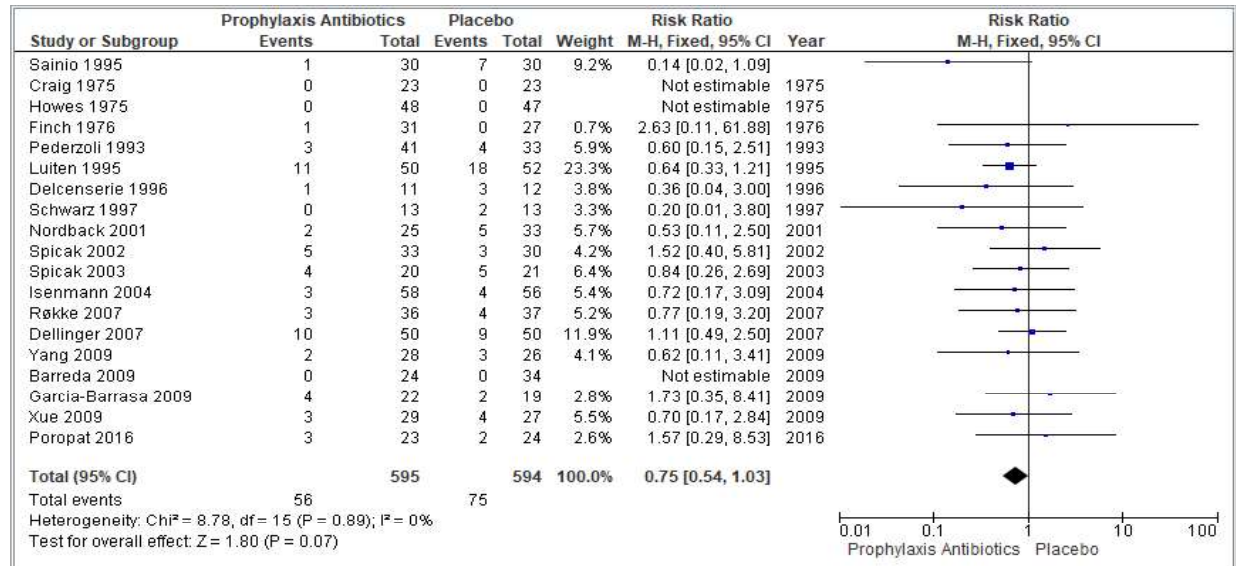 Prophylaxis Antibiotics Placebo Risk Ratio Risk Ratio
Study or Subgroup Events Total Events Total Weight M-H, Fixed, 95% CI Year M-H, Fixed, 95% CI
Sainio 1995 1 30 7 30 9.2% 0.14 [0.02, 1.09]
Craig 1975 0 23 0 23 Not estimable 1975
Howes 1975 0 48 0 47 Not estimable 1975
Finch 1976 1 31 0 27 0.7% 2.63 [0.11, 61.88] 1976
Pederzoli 1993 3 41 4 33 5.9% 0.60 [0.15, 2.51] 1993
Luiten 1995 11 50 18 52 23.3% 0.64 [0.33, 1.21] 1995
Delcenserie 1996 1 11 3 12 3.8% 0.36 [0.04, 3.00] 1996
Schwarz 1997 0 13 2 13 3.3% 0.20 [0.01, 3.80] 1997
Nordback 2001 2 25 5 33 5.7% 0.53 [0.11, 2.50] 2001
Spicak 2002 5 33 3 30 4.2% 1.52 [0.40, 5.81] 2002
Spicak 2003 4 20 5 21 6.4% 0.84 [0.26, 2.69] 2003
Isenmann 2004 3 58 4 56 5.4% 0.72 [0.17, 3.09] 2004
Røkke 2007 3 36 4 37 5.2% 0.77 [0.19, 3.20] 2007
Dellinger 2007 10 50 9 50 11.9% 1.11 [0.49, 2.50] 2007
Yang 2009 2 28 3 26 4.1% 0.62 [0.11, 3.41] 2009
Barreda 2009 0 24 0 34 Not estimable 2009
Garcia-Barrasa 2009 4 22 2 19 2.8% 1.73 [0.35, 8.41] 2009
Xue 2009 3 29 4 27 5.5% 0.70 [0.17, 2.84] 2009
Poropat 2016 3 23 2 24 2.6% 1.57 [0.29, 8.53] 2016
Total (95% CI) 595 594 100.0% 0.75 [0.54, 1.03]
Total events 56 75
Heterogeneity: Chi² = 8.78, df = 15 (P = 0.89); I² = 0%
Test for overall effect: Z = 1.80 (P = 0.07)
0.01 0.1 1 10 100
Prophylaxis Antibiotics Placebo